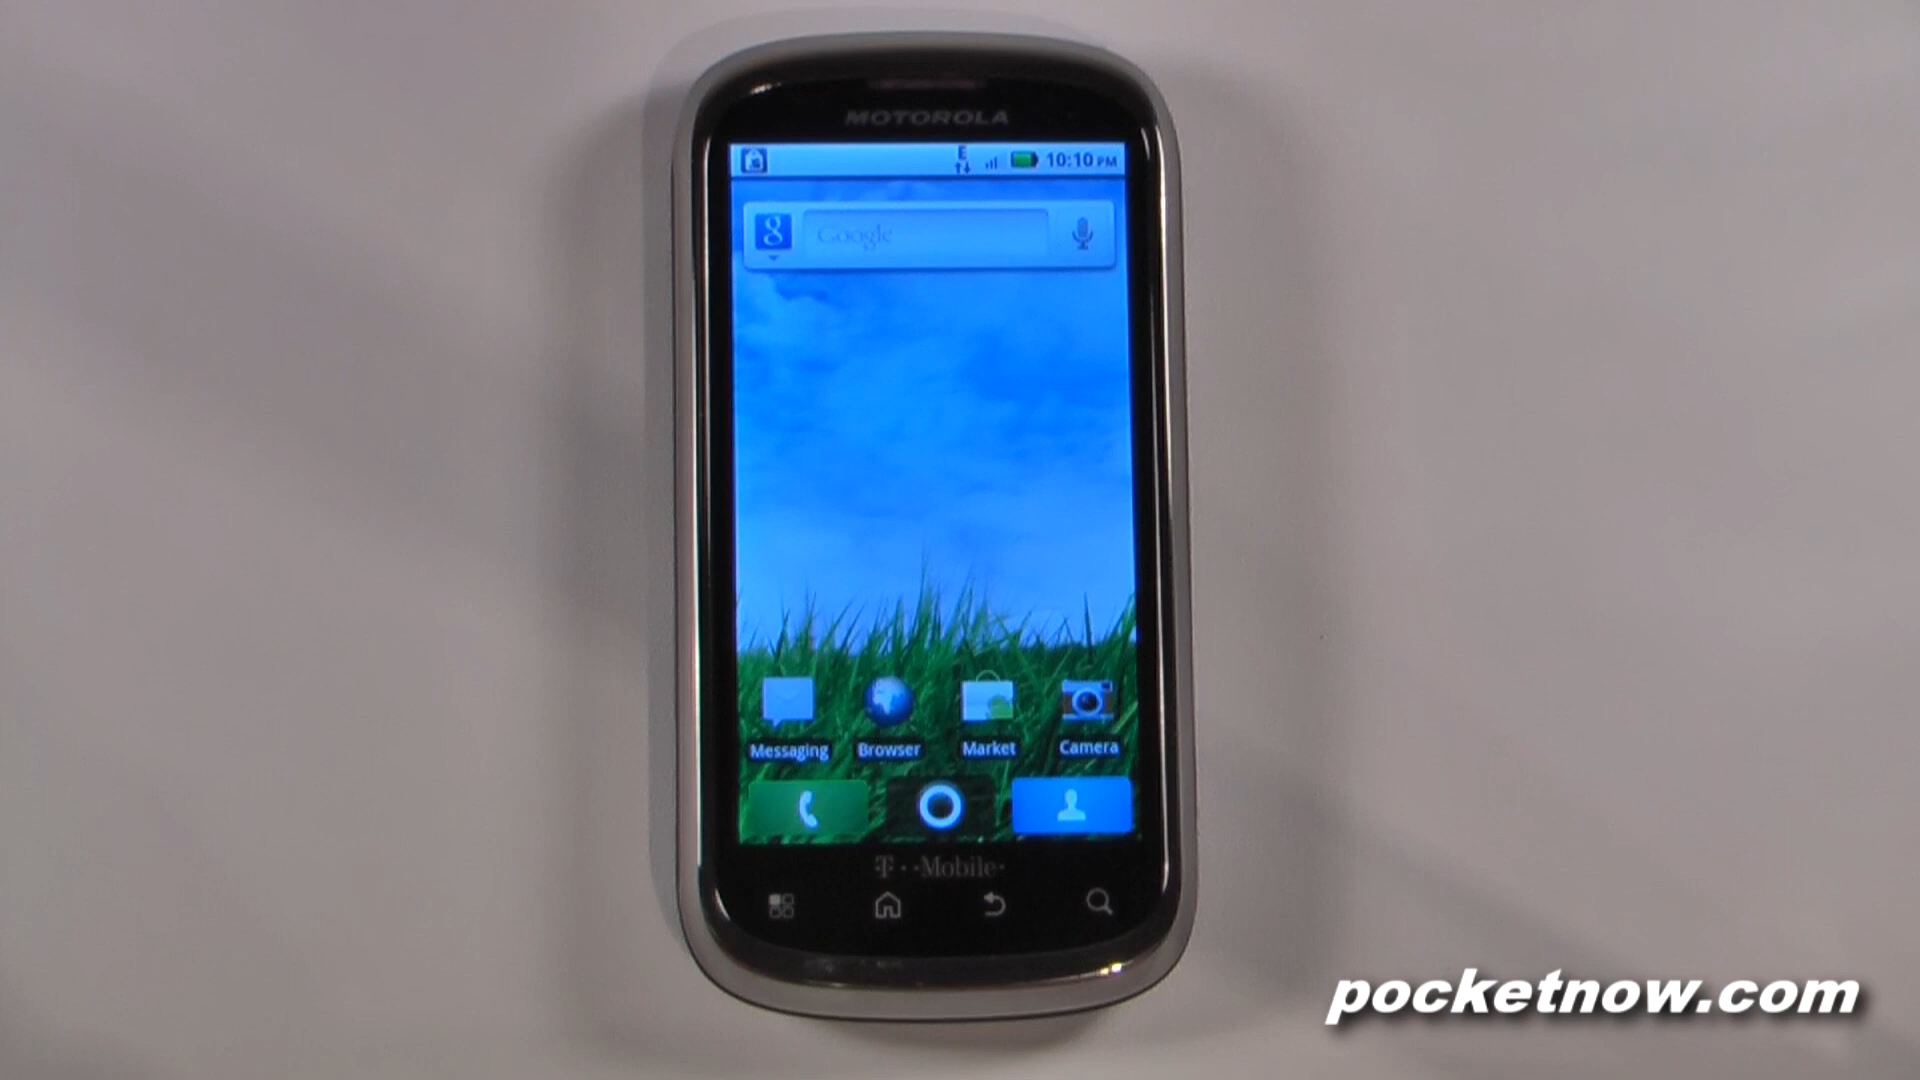 MOTOROLA
E 10:10 PM
g Google
Messaging Browser Market Camera
T··Mobile·
pocketnow.com